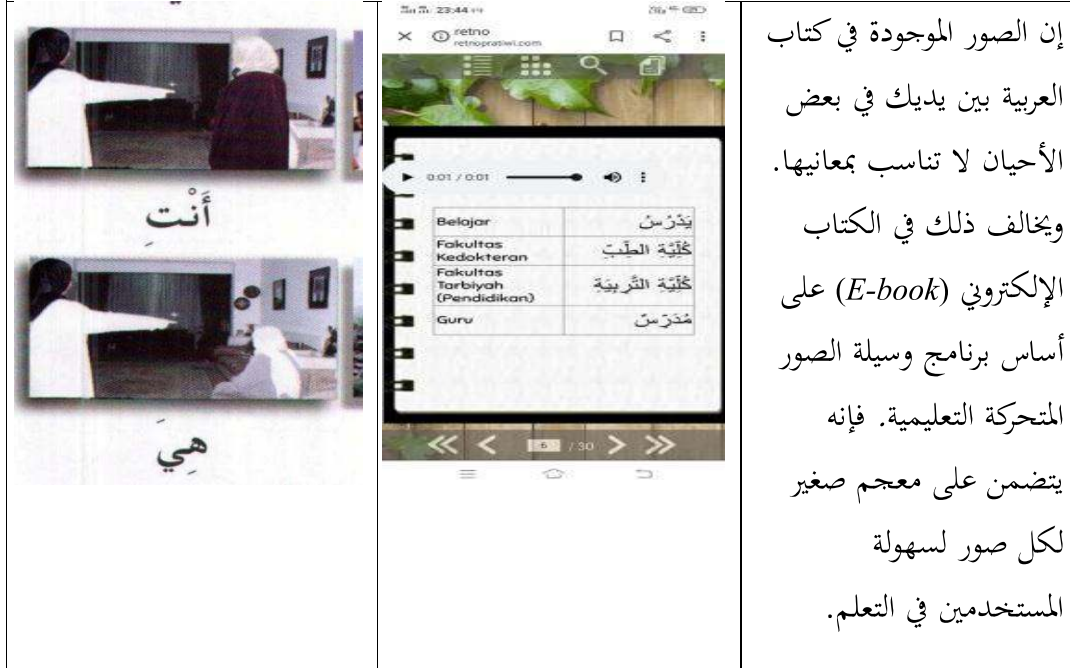 إن الصور الموجودة في كتاب
العربية بين يديك في بعض
الأحيان لا تناسب بمعانيها.
ويخالف ذلك في الكتاب
الإلكتروني (E-book) على
أساس برنامج وسيلة الصور
المتحركة التعليمية. فإنه
يتضمن على معجم صغير
لكل صور لسهولة
المستخدمين في التعلم.
23:44
retno
retnopratiwi.com
0:01 / 0:01
Belajar يَدْرُسُ
Fakultas Kedokteran كُلِّيَّةِ الطِّبِّ
Fakultas Tarbiyah (Pendidikan) كُلِّيَّةِ التَّرْبِيَةِ
Guru مُدَرِّسٌ
6 / 30
أَنْتِ
هِيَ